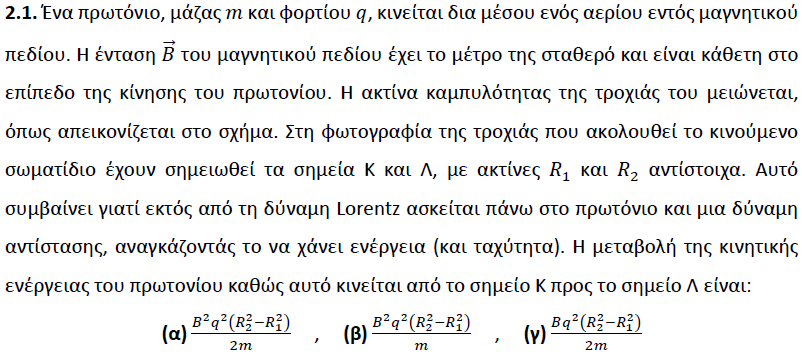 2.1. Ένα πρωτόνιο, μάζας m και φορτίου q, κινείται δια μέσου ενός αερίου εντός μαγνητικού
πεδίου. Η ένταση \vec{B} του μαγνητικού πεδίου έχει το μέτρο της σταθερό και είναι κάθετη στο
επίπεδο της κίνησης του πρωτονίου. Η ακτίνα καμπυλότητας της τροχιάς του μειώνεται,
όπως απεικονίζεται στο σχήμα. Στη φωτογραφία της τροχιάς που ακολουθεί το κινούμενο
σωματίδιο έχουν σημειωθεί τα σημεία Κ και Λ, με ακτίνες R₁ και R₂ αντίστοιχα. Αυτό
συμβαίνει γιατί εκτός από τη δύναμη Lorentz ασκείται πάνω στο πρωτόνιο και μια δύναμη
αντίστασης, αναγκάζοντάς το να χάνει ενέργεια (και ταχύτητα). Η μεταβολή της κινητικής
ενέργειας του πρωτονίου καθώς αυτό κινείται από το σημείο Κ προς το σημείο Λ είναι:
(α) \frac{B^2q^2(R_2^2-R_1^2)}{2m} , (β) \frac{B^2q^2(R_2^2-R_1^2)}{m} , (γ) \frac{Bq^2(R_2^2-R_1^2)}{2m}